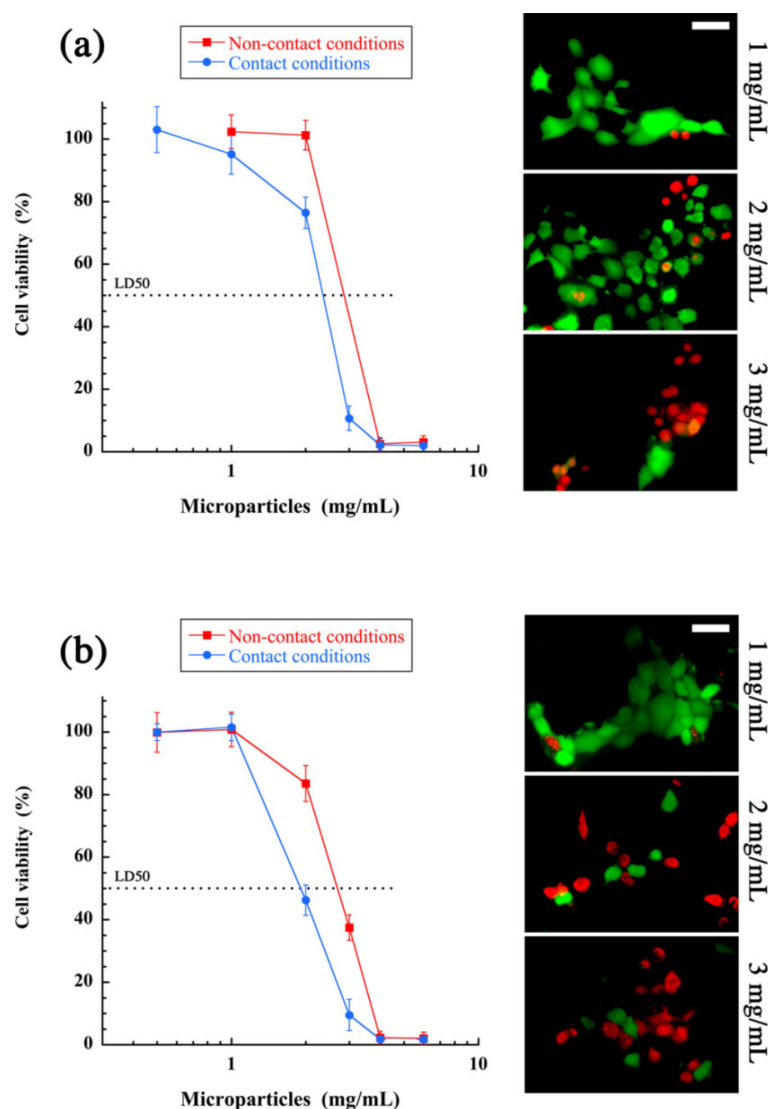 (a)
Non-contact conditions
Contact conditions
Cell viability (%)
100
80
60
40
20
0
LD50
1
10
Microparticles (mg/mL)
1 mg/mL
2 mg/mL
3 mg/mL
(b)
Non-contact conditions
Contact conditions
Cell viability (%)
100
80
60
40
20
0
LD50
1
10
Microparticles (mg/mL)
1 mg/mL
2 mg/mL
3 mg/mL